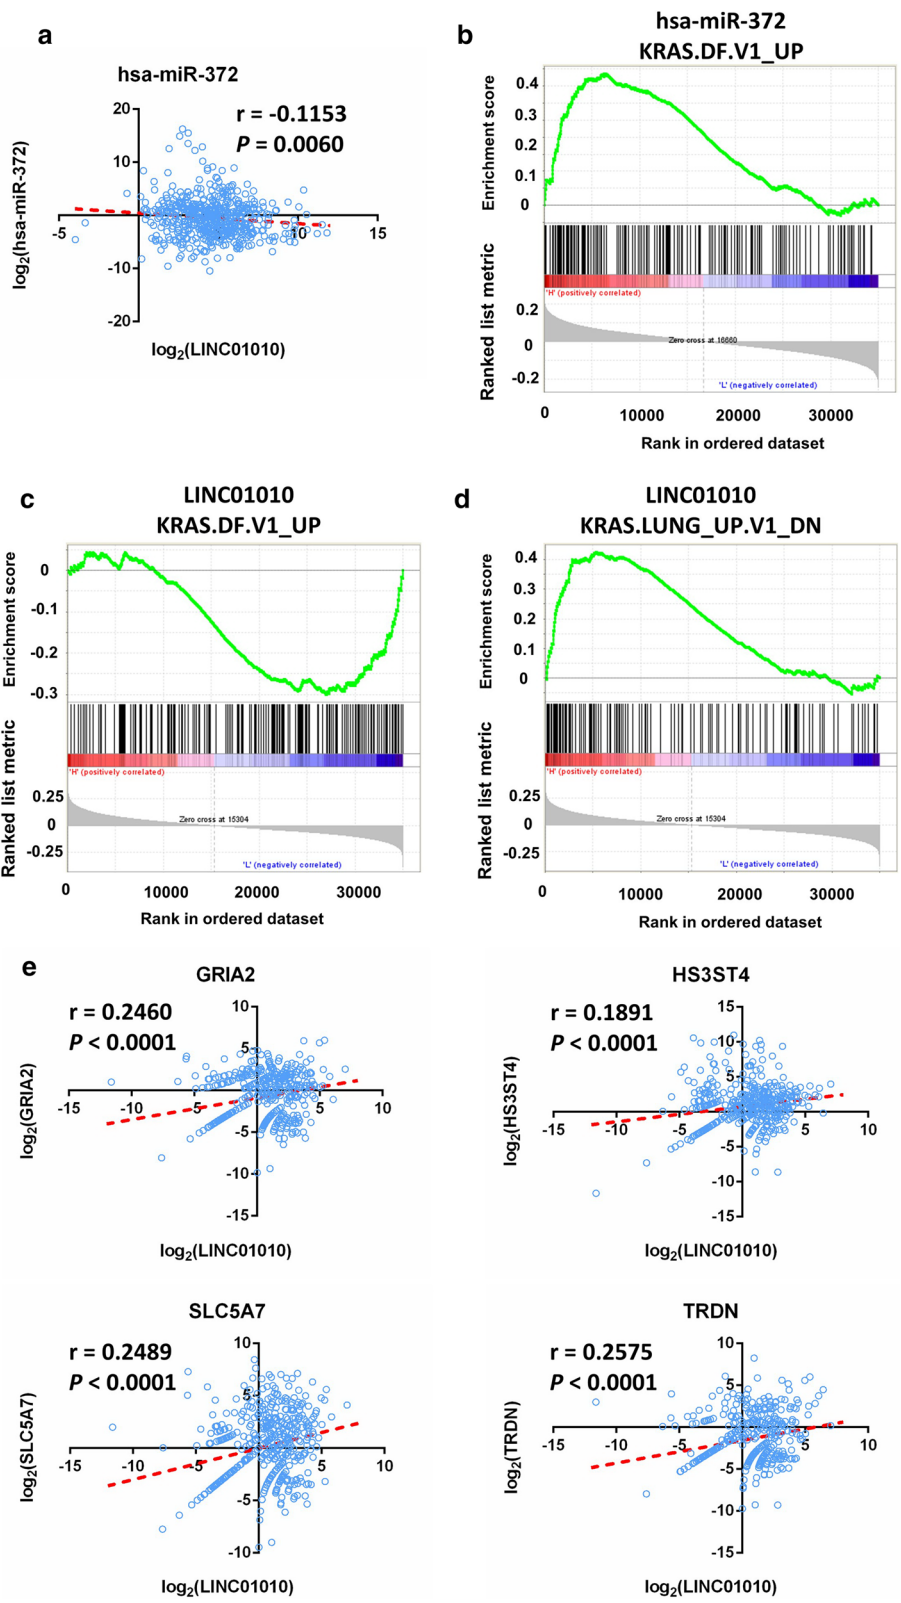 a
hsa-miR-372
r = -0.1153
P = 0.0060
log2(hsa-miR-372)
20
10
-10
-20
-5
5
10
15
log2(LINC01010)
b
hsa-miR-372
KRAS.DF.V1_UP
Enrichment score
0.4
0.3
0.2
0.1
0
'H' (positively correlated)
Ranked list metric
0.2
0
-0.2
Zero cross at 16660
'L' (negatively correlated)
0 10000 20000 30000
Rank in ordered dataset
c
LINC01010
KRAS.DF.V1_UP
Enrichment score
0
-0.1
-0.2
-0.3
'H' (positively correlated)
Ranked list metric
0.25
0
-0.25
Zero cross at 15304
'L' (negatively correlated)
0 10000 20000 30000
Rank in ordered dataset
d
LINC01010
KRAS.LUNG_UP.V1_DN
Enrichment score
0.4
0.3
0.2
0.1
0
'H' (positively correlated)
Ranked list metric
0.25
0
-0.25
Zero cross at 15304
'L' (negatively correlated)
0 10000 20000 30000
Rank in ordered dataset
e
GRIA2
r = 0.2460
P < 0.0001
log2(GRIA2)
10
5
-5
-10
-15
-15 -10 -5 5 10
log2(LINC01010)
HS3ST4
r = 0.1891
P < 0.0001
log2(HS3ST4)
15
10
5
-5
-10
-15
-15 -10 -5 5 10
log2(LINC01010)
SLC5A7
r = 0.2489
P < 0.0001
log2(SLC5A7)
10
5
-5
-10
-15 -10 -5 5 10
log2(LINC01010)
TRDN
r = 0.2575
P < 0.0001
log2(TRDN)
10
5
-5
-10
-15
-15 -10 -5 5 10
log2(LINC01010)